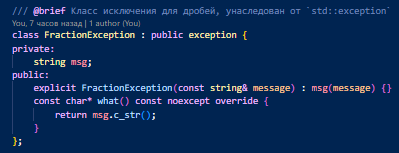 /// @brief Класс исключения для дробей, унаследован от `std::exception`
You, 7 часов назад | 1 author (You)
class FractionException : public exception {
private:
    string msg;
public:
    explicit FractionException(const string& message) : msg(message) {}
    const char* what() const noexcept override {
        return msg.c_str();
    }
};